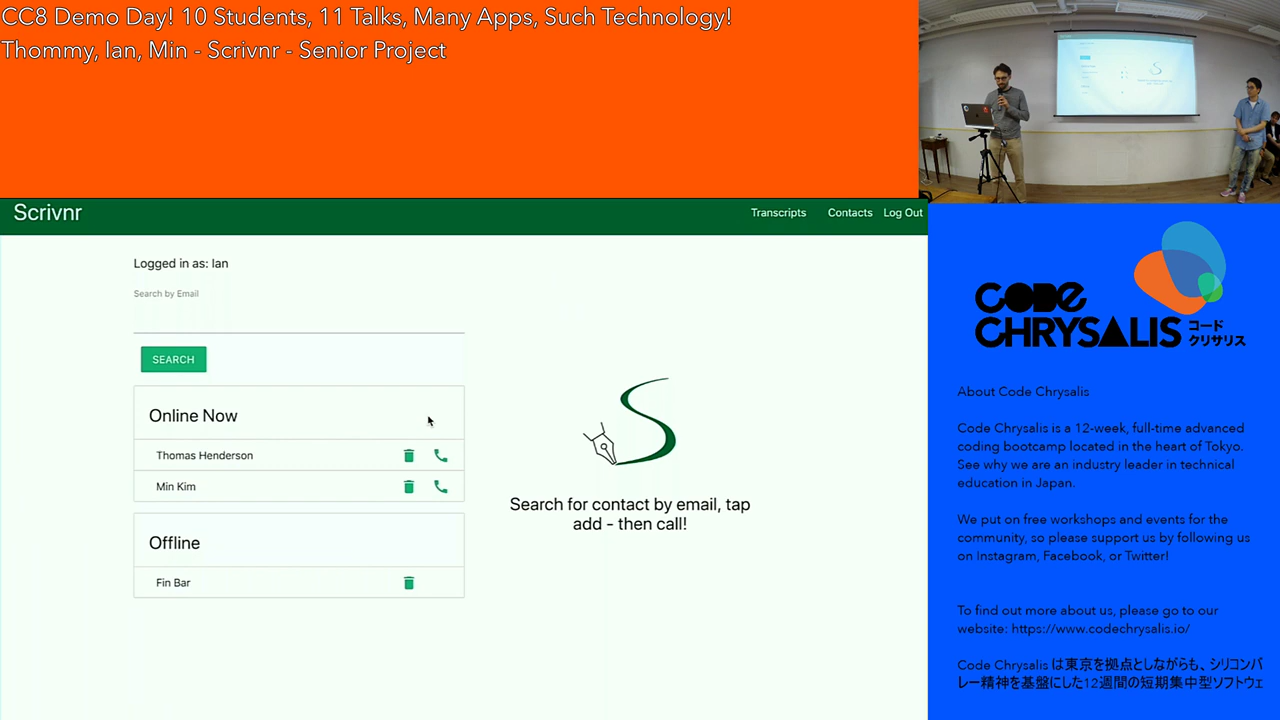 CC8 Demo Day! 10 Students, 11 Talks, Many Apps, Such Technology!
Thommy, Ian, Min - Scrivnr - Senior Project
Scrivnr
Transcripts
Contacts
Log Out
Logged in as: Ian
Search by Email
SEARCH
Online Now
Thomas Henderson
Min Kim
Offline
Fin Bar
Search for contact by email, tap
add - then call!
CODE
CHRYSALIS
コード
クリサリス
About Code Chrysalis
Code Chrysalis is a 12-week, full-time advanced
coding bootcamp located in the heart of Tokyo.
See why we are an industry leader in technical
education in Japan.
We put on free workshops and events for the
community, so please support us by following us
on Instagram, Facebook, or Twitter!
To find out more about us, please go to our
website: https://www.codechrysalis.io/
Code Chrysalis は東京を拠点としながらも、シリコンバ
レー精神を基盤にした12週間の短期集中型ソフトウェ